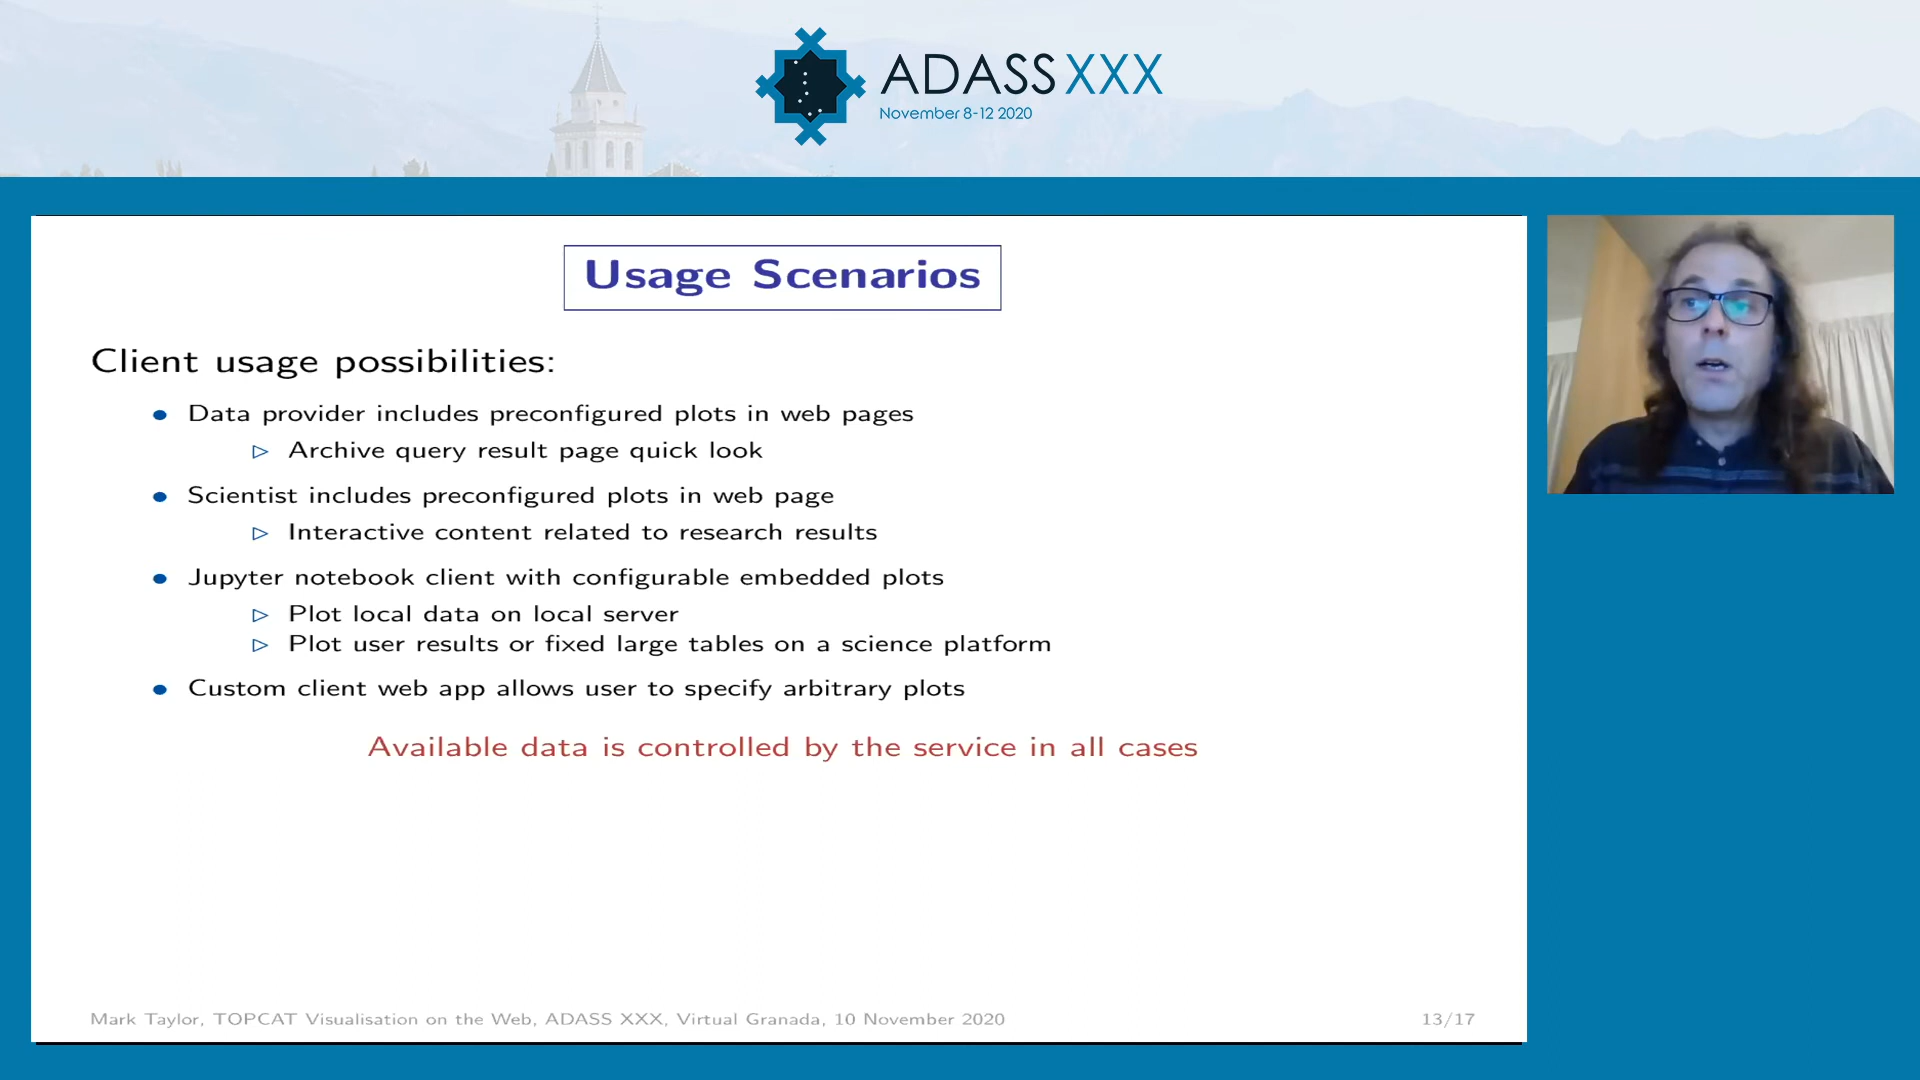 ADASS XXX
November 8-12 2020
Usage Scenarios
Client usage possibilities:
● Data provider includes preconfigured plots in web pages
▷ Archive query result page quick look
● Scientist includes preconfigured plots in web page
▷ Interactive content related to research results
● Jupyter notebook client with configurable embedded plots
▷ Plot local data on local server
▷ Plot user results or fixed large tables on a science platform
● Custom client web app allows user to specify arbitrary plots
Available data is controlled by the service in all cases
Mark Taylor, TOPCAT Visualisation on the Web, ADASS XXX, Virtual Granada, 10 November 2020
13/17